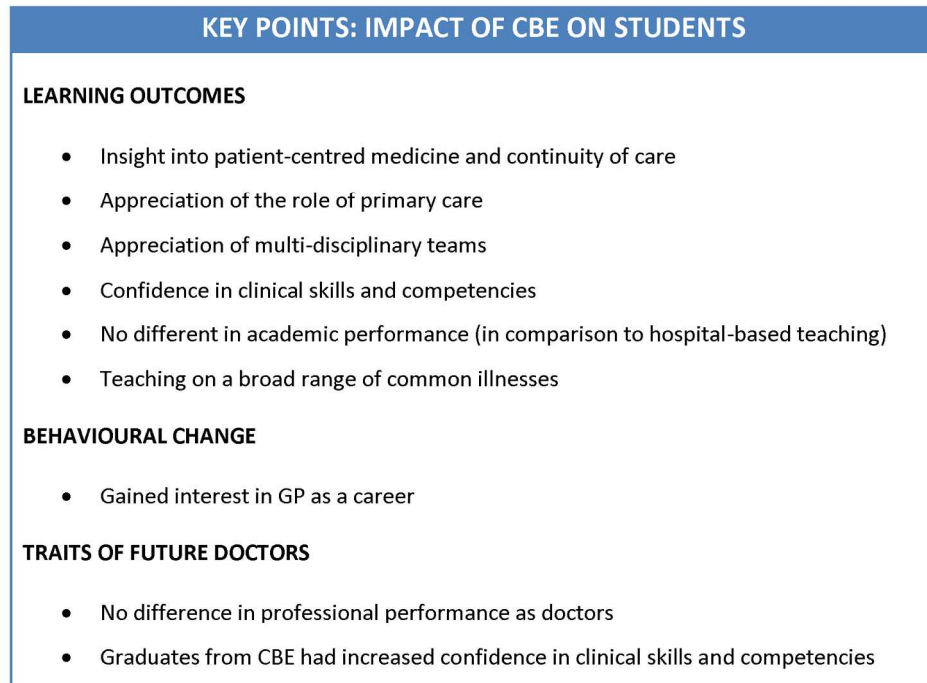 KEY POINTS: IMPACT OF CBE ON STUDENTS
LEARNING OUTCOMES
• Insight into patient-centred medicine and continuity of care
• Appreciation of the role of primary care
• Appreciation of multi-disciplinary teams
• Confidence in clinical skills and competencies
• No different in academic performance (in comparison to hospital-based teaching)
• Teaching on a broad range of common illnesses
BEHAVIOURAL CHANGE
• Gained interest in GP as a career
TRAITS OF FUTURE DOCTORS
• No difference in professional performance as doctors
• Graduates from CBE had increased confidence in clinical skills and competencies